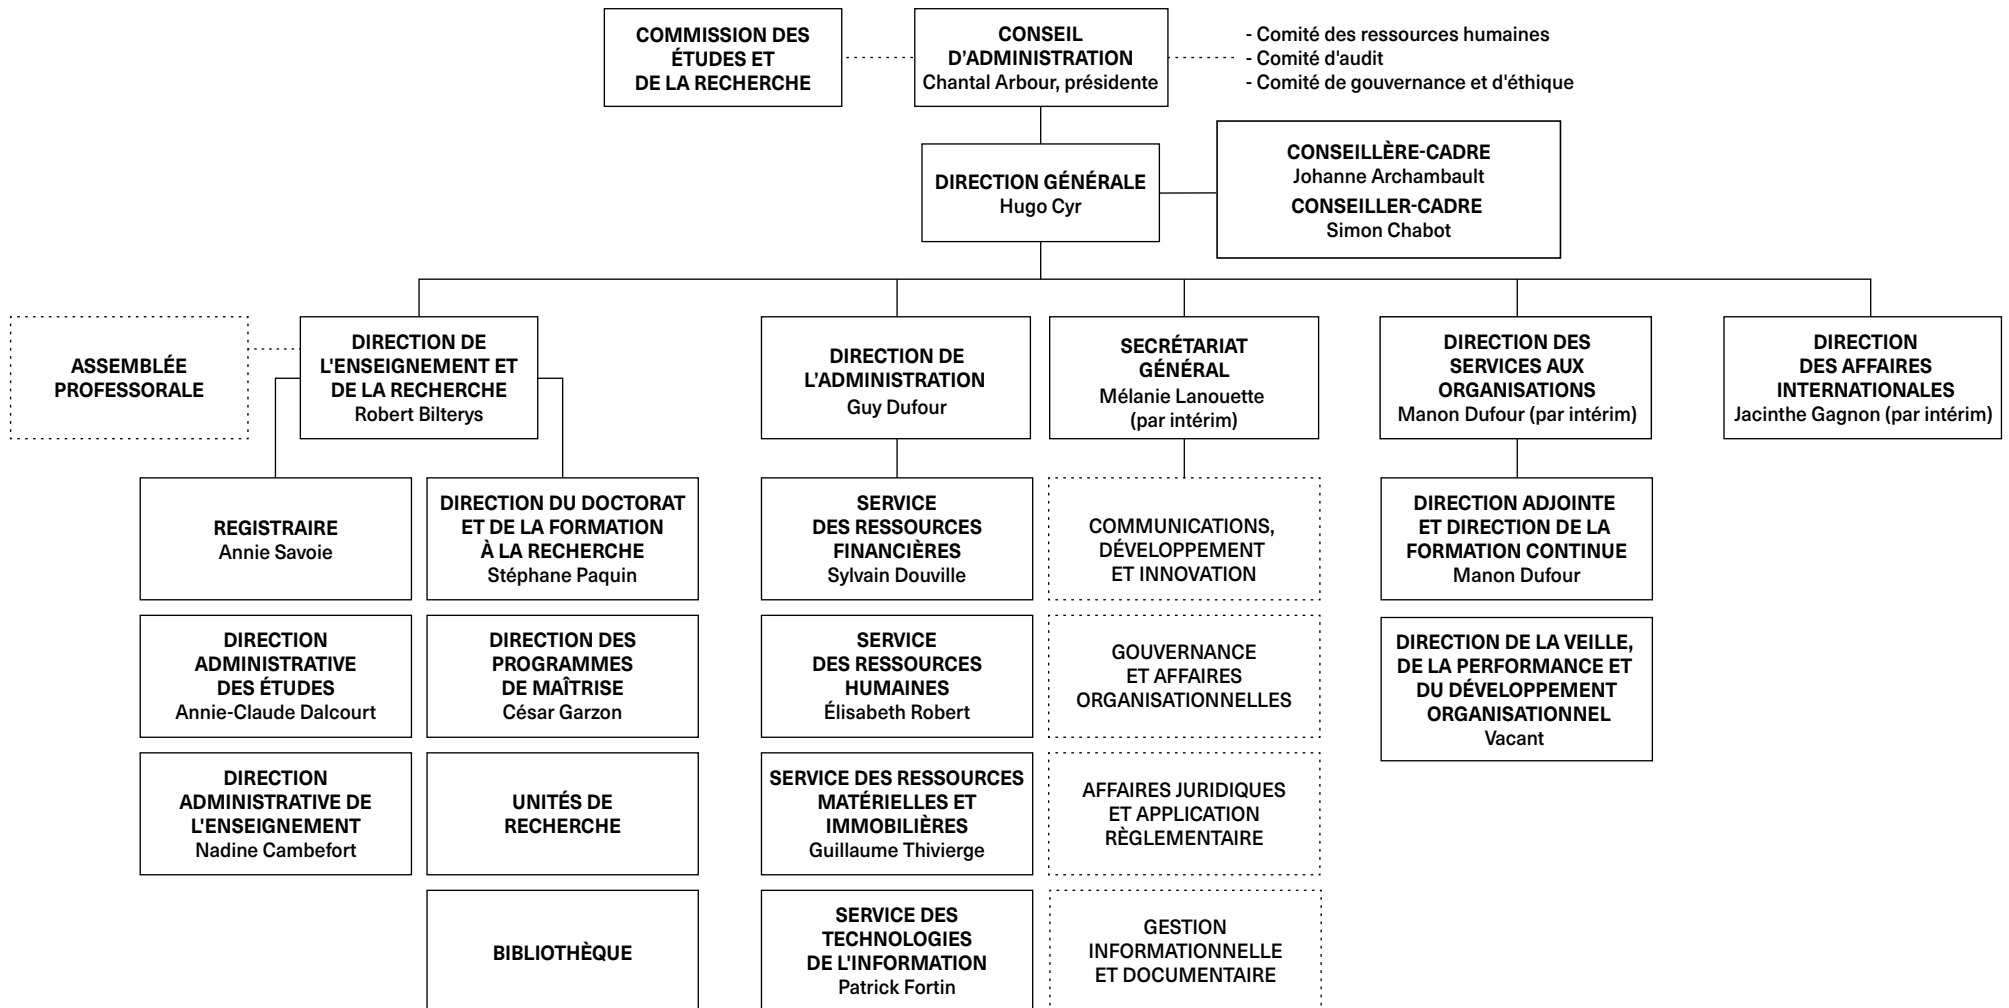 COMMISSION DES
ÉTUDES ET
DE LA RECHERCHE
CONSEIL
D'ADMINISTRATION
Chantal Arbour, présidente
- Comité des ressources humaines
- Comité d'audit
- Comité de gouvernance et d'éthique
DIRECTION GÉNÉRALE
Hugo Cyr
CONSEILLÈRE-CADRE
Johanne Archambault
CONSEILLER-CADRE
Simon Chabot
ASSEMBLÉE
PROFESSORALE
DIRECTION DE
L'ENSEIGNEMENT ET
DE LA RECHERCHE
Robert Bilterys
DIRECTION DE
L'ADMINISTRATION
Guy Dufour
SECRÉTARIAT
GÉNÉRAL
Mélanie Lanouette
(par intérim)
DIRECTION DES
SERVICES AUX
ORGANISATIONS
Manon Dufour (par intérim)
DIRECTION
DES AFFAIRES
INTERNATIONALES
Jacinthe Gagnon (par intérim)
REGISTRAIRE
Annie Savoie
DIRECTION DU DOCTORAT
ET DE LA FORMATION
À LA RECHERCHE
Stéphane Paquin
SERVICE
DES RESSOURCES
FINANCIÈRES
Sylvain Douville
COMMUNICATIONS,
DÉVELOPPEMENT
ET INNOVATION
DIRECTION ADJOINTE
ET DIRECTION DE LA
FORMATION CONTINUE
Manon Dufour
DIRECTION
ADMINISTRATIVE
DES ÉTUDES
Annie-Claude Dalcourt
DIRECTION DES
PROGRAMMES
DE MAÎTRISE
César Garzon
SERVICE
DES RESSOURCES
HUMAINES
Élisabeth Robert
GOUVERNANCE
ET AFFAIRES
ORGANISATIONNELLES
DIRECTION DE LA VEILLE,
DE LA PERFORMANCE ET
DU DÉVELOPPEMENT
ORGANISATIONNEL
Vacant
DIRECTION
ADMINISTRATIVE DE
L'ENSEIGNEMENT
Nadine Cambefort
UNITÉS DE
RECHERCHE
SERVICE DES RESSOURCES
MATÉRIELLES ET
IMMOBILIÈRES
Guillaume Thivierge
AFFAIRES JURIDIQUES
ET APPLICATION
RÈGLEMENTAIRE
BIBLIOTHÈQUE
SERVICE DES
TECHNOLOGIES
DE L'INFORMATION
Patrick Fortin
GESTION
INFORMATIONNELLE
ET DOCUMENTAIRE